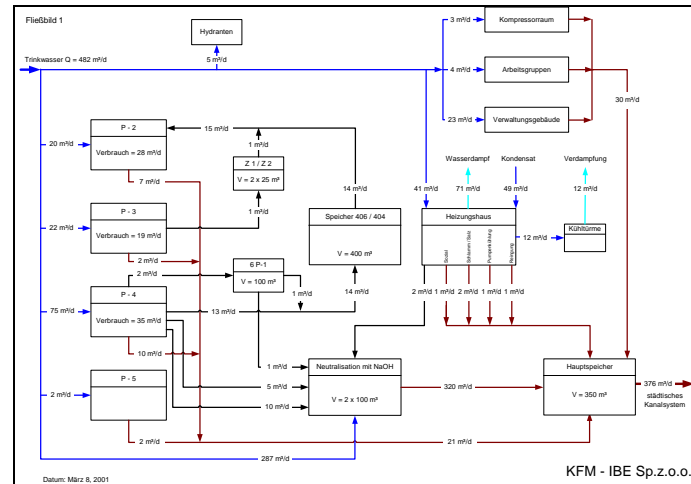 Fließbild 1
Hydranten
Trinkwasser Q = 482 m³/d
5 m³/d
3 m³/d
Kompressorraum
4 m³/d
Arbeitsgruppen
23 m³/d
Verwaltungsgebäude
30 m³/d
P - 2
Verbrauch = 28 m³/d
20 m³/d
15 m³/d
7 m³/d
1 m³/d
Z 1 / Z 2
V = 2 x 25 m³
1 m³/d
14 m³/d
Wasserdampf
71 m³/d
Kondensat
49 m³/d
41 m³/d
Verdampfung
12 m³/d
P - 3
Verbrauch = 19 m³/d
22 m³/d
2 m³/d
Speicher 406 / 404
V = 400 m³
Heizungshaus
Sozial
Schlamm / Salz
Pumpenkühlung
Reinigung
12 m³/d
Kühltürme
2 m³/d
6 P-1
V = 100 m³
1 m³/d
14 m³/d
P - 4
Verbrauch = 35 m³/d
75 m³/d
13 m³/d
10 m³/d
2 m³/d
1 m³/d
2 m³/d
1 m³/d
1 m³/d
P - 5
2 m³/d
2 m³/d
1 m³/d
5 m³/d
10 m³/d
Neutralisation mit NaOH
V = 2 x 100 m³
320 m³/d
Hauptspeicher
V = 350 m³
376 m³/d
städtisches
Kanalsystem
21 m³/d
287 m³/d
Datum: März 8, 2001
KFM - IBE Sp.z.o.o.